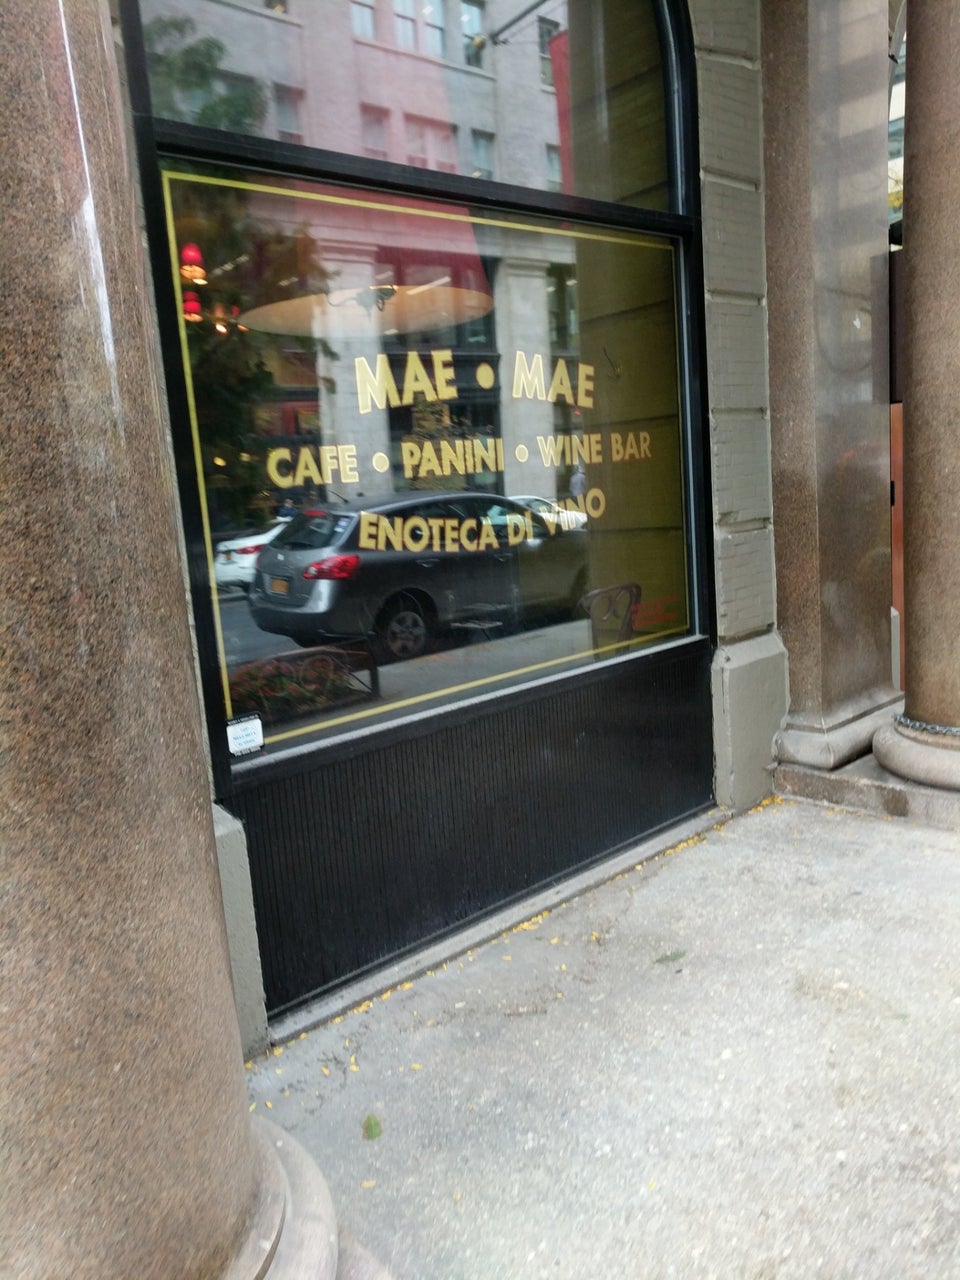 MAE • MAE
CAFE • PANINI • WINE BAR
ENOTECA DI VINO